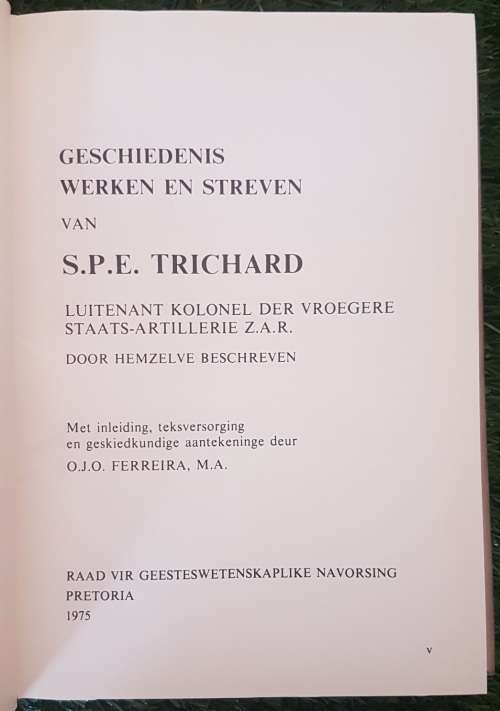 GESCHIEDENIS
WERKEN EN STREVEN
VAN
S.P.E. TRICHARD
LUITENANT KOLONEL DER VROEGERE
STAATS-ARTILLERIE Z.A.R.
DOOR HEMZELVE BESCHREVEN
Met inleiding, teksversorging
en geskiedkundige aantekeninge deur
O.J.O. FERREIRA, M.A.
RAAD VIR GEESTESWETENSKAPLIKE NAVORSING
PRETORIA
1975
v